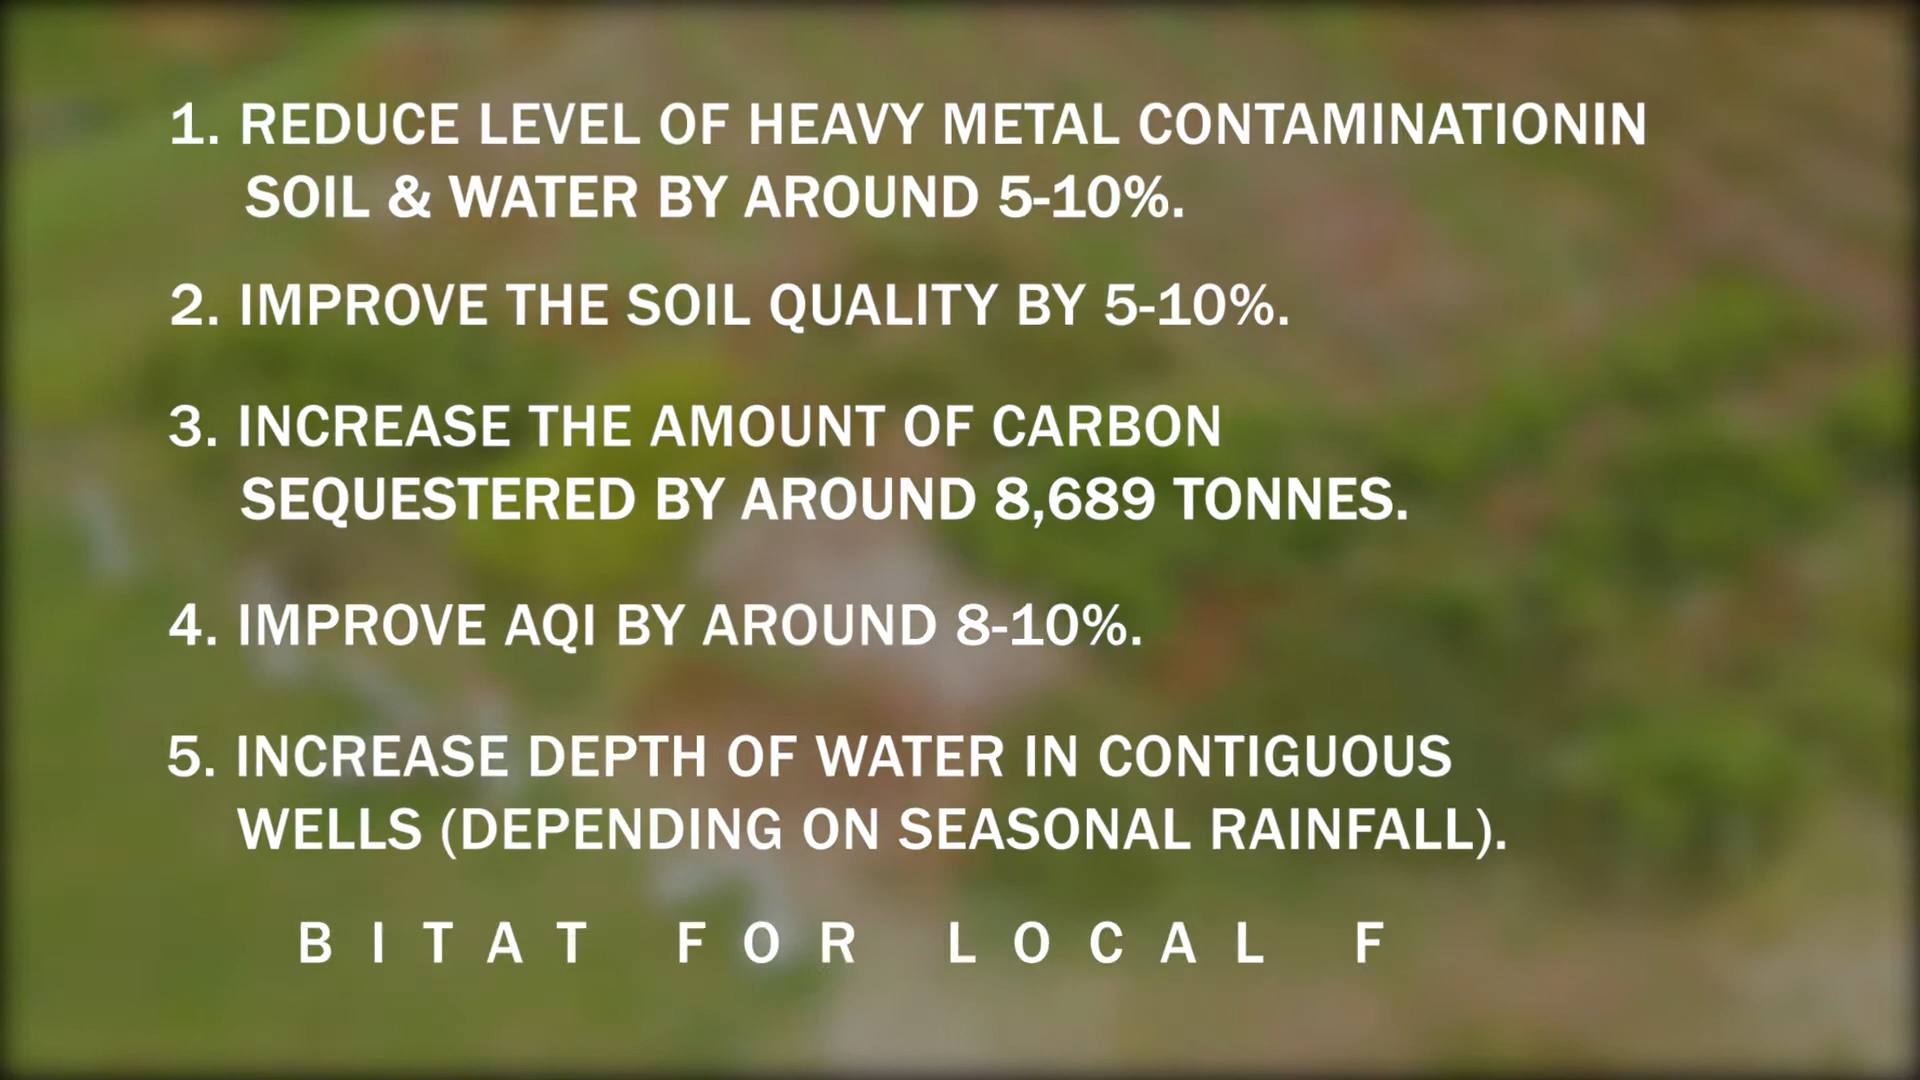 1. REDUCE LEVEL OF HEAVY METAL CONTAMINATIONIN
SOIL & WATER BY AROUND 5-10%.
2. IMPROVE THE SOIL QUALITY BY 5-10%.
3. INCREASE THE AMOUNT OF CARBON
SEQUESTERED BY AROUND 8,689 TONNES.
4. IMPROVE AQI BY AROUND 8-10%.
5. INCREASE DEPTH OF WATER IN CONTIGUOUS
WELLS (DEPENDING ON SEASONAL RAINFALL).
BITAT FOR LOCAL F